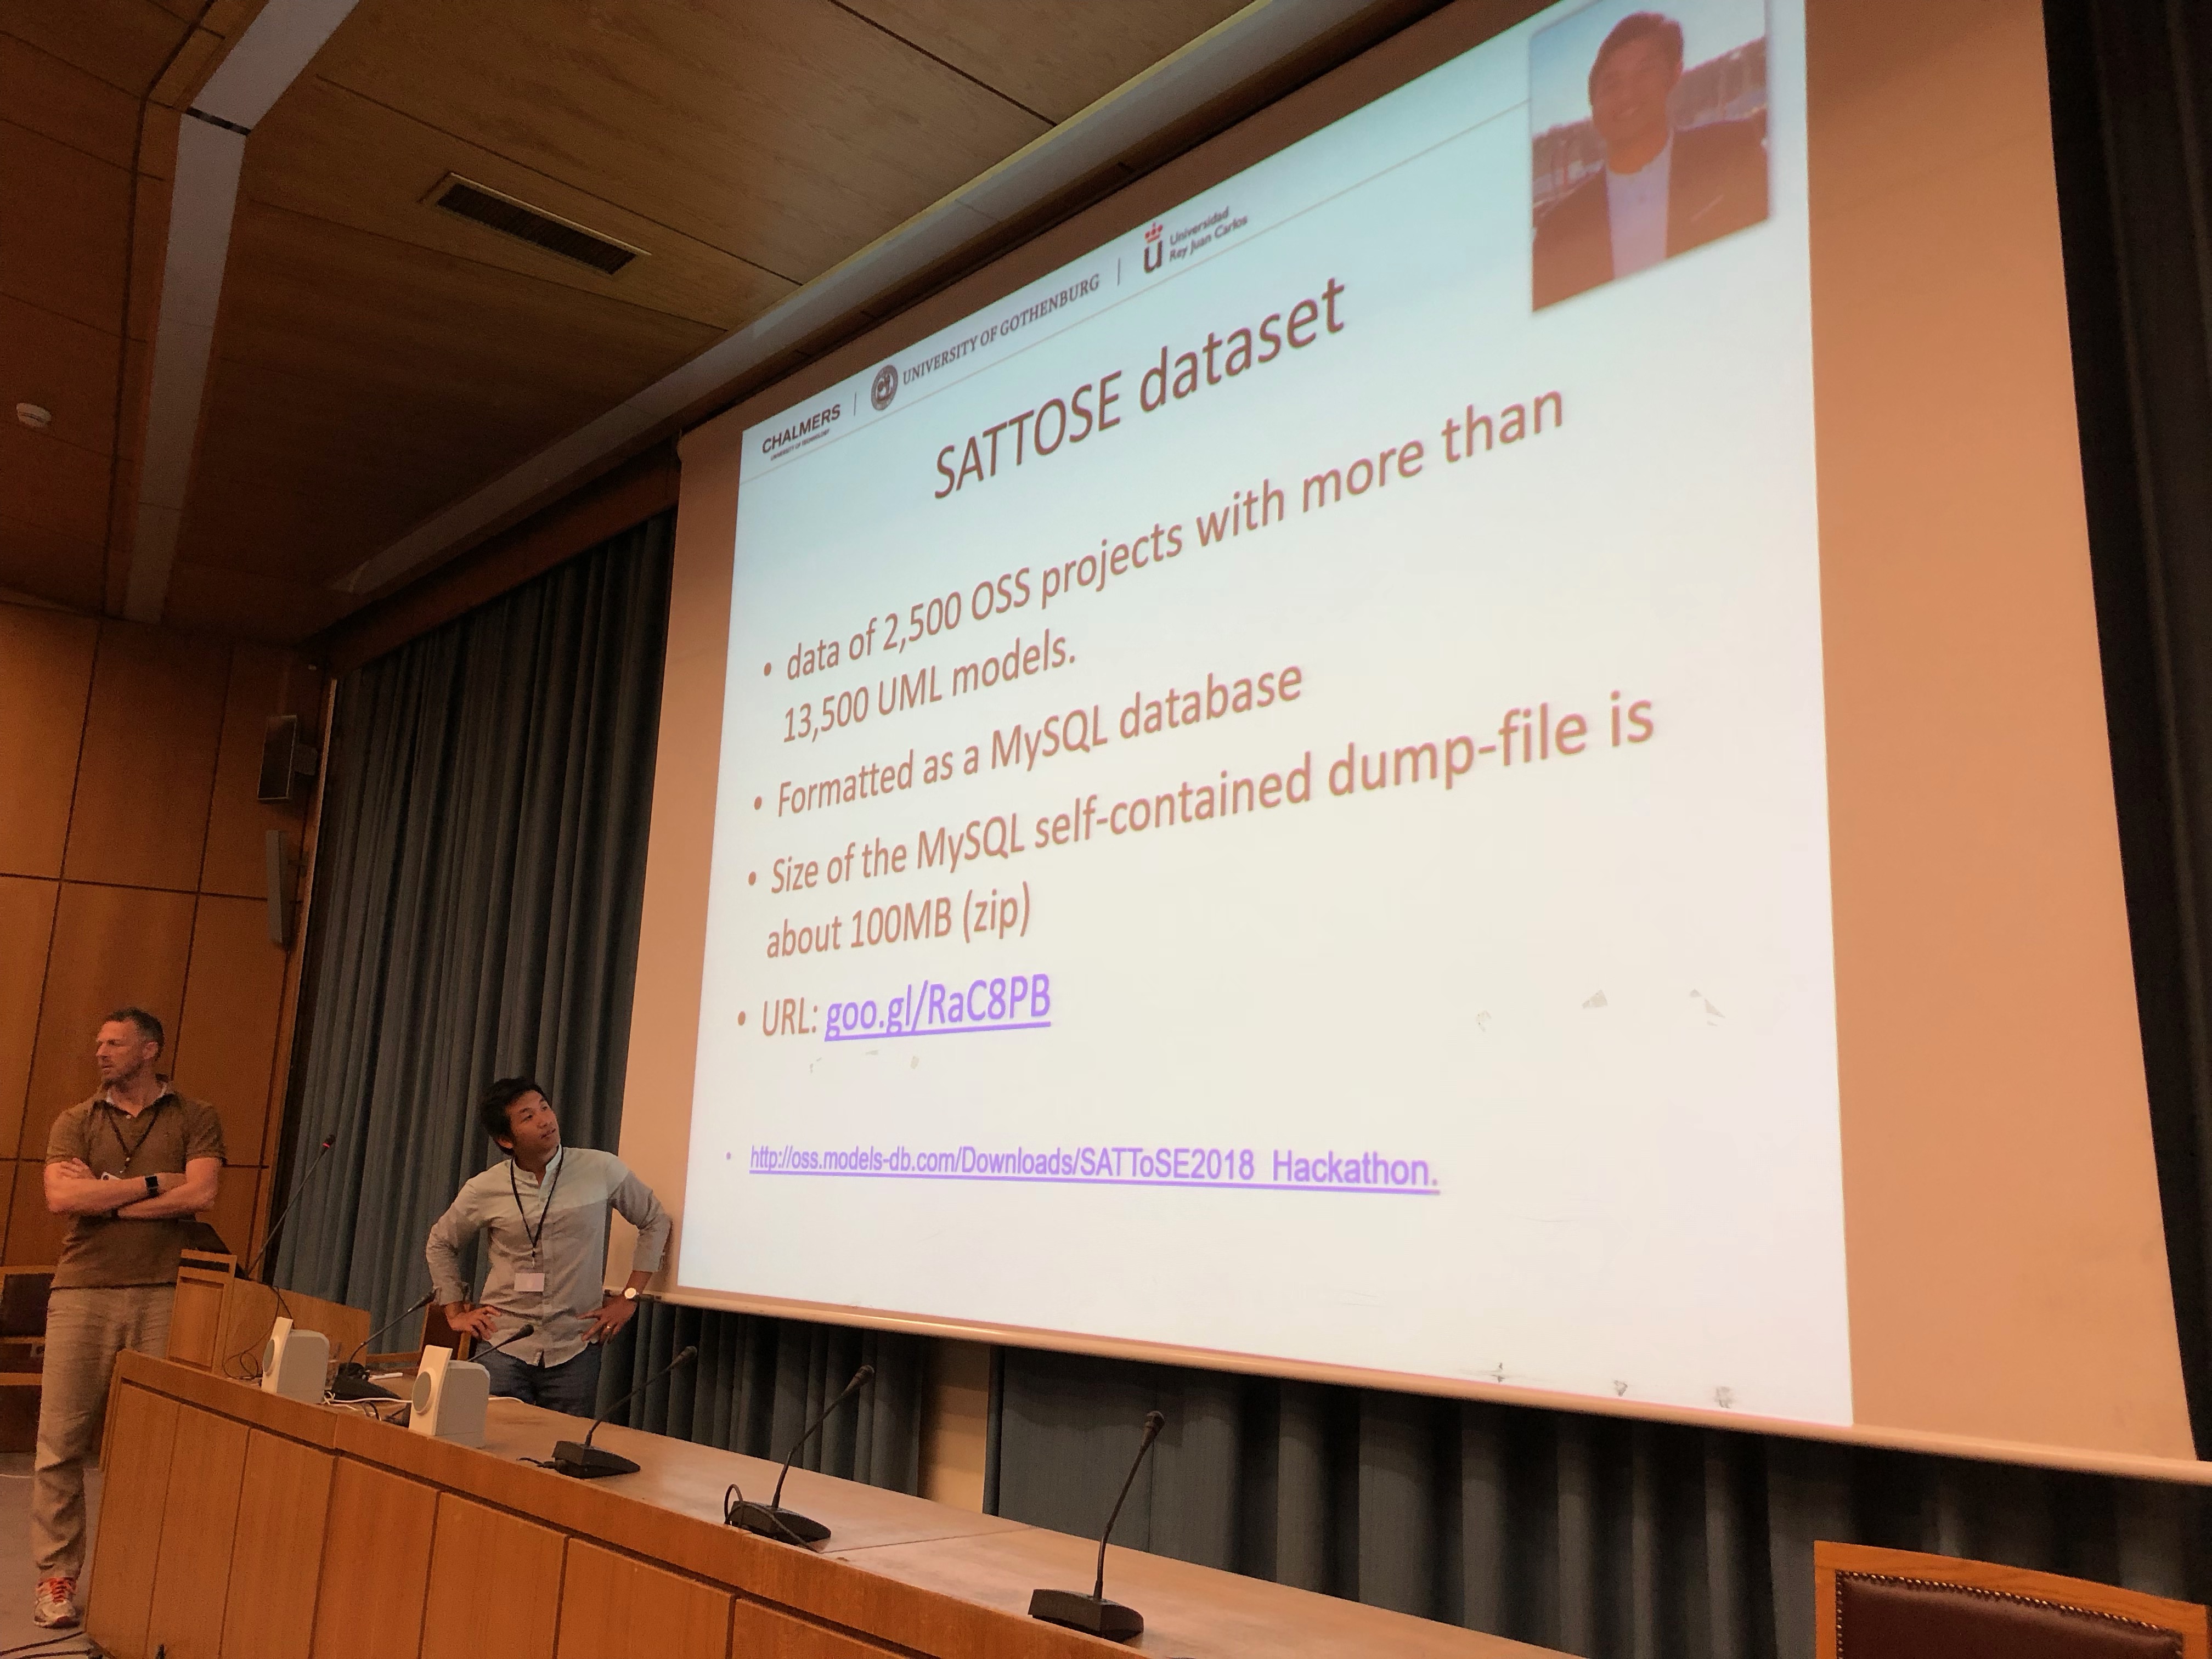 CHALMERS
UNIVERSITY OF TECHNOLOGY
UNIVERSITY OF GOTHENBURG
Universidad
Rey Juan Carlos
SATTOSE dataset
• data of 2,500 OSS projects with more than
13,500 UML models.
• Formatted as a MySQL database
• Size of the MySQL self-contained dump-file is
about 100MB (zip)
• URL: goo.gl/RaC8PB
• http://oss.models-db.com/Downloads/SATToSE2018_Hackathon.